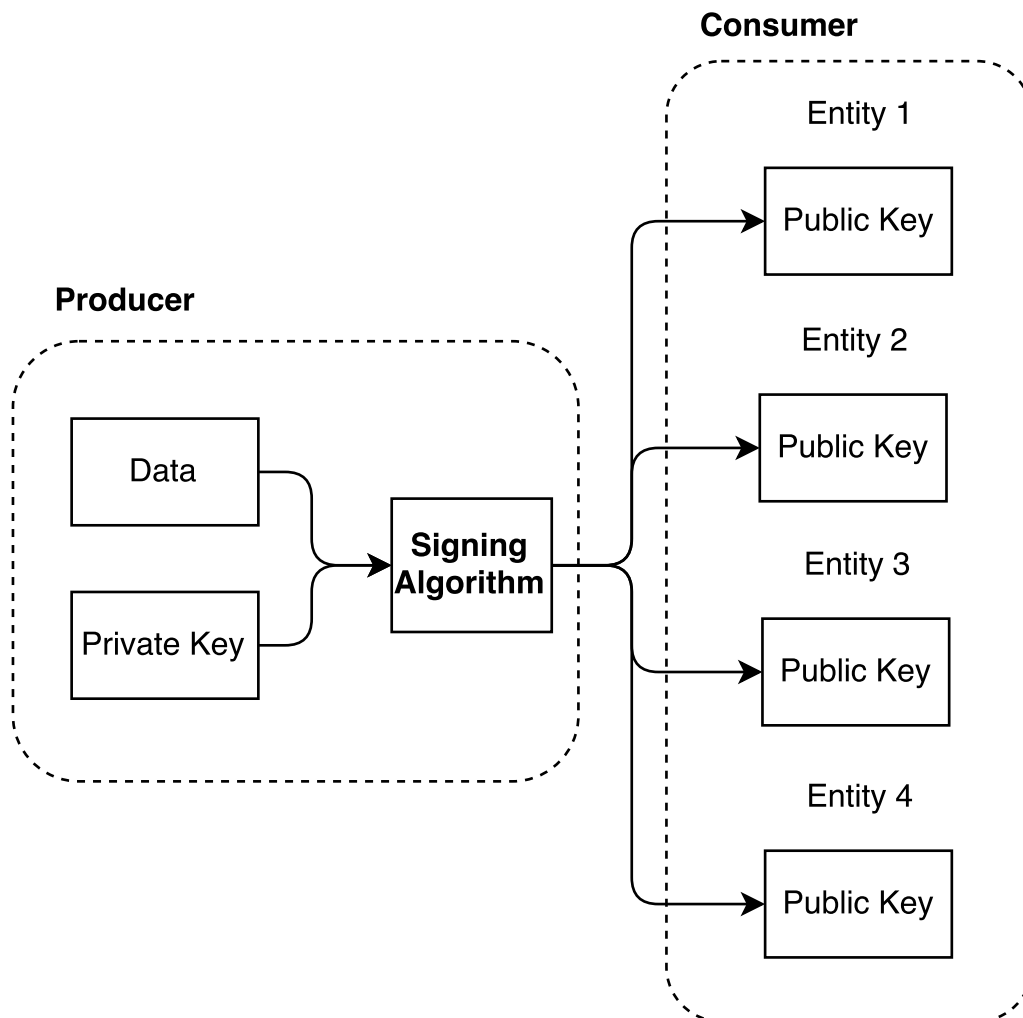 Consumer
Entity 1
Public Key
Producer
Entity 2
Data
Public Key
Signing
Algorithm
Entity 3
Private Key
Public Key
Entity 4
Public Key